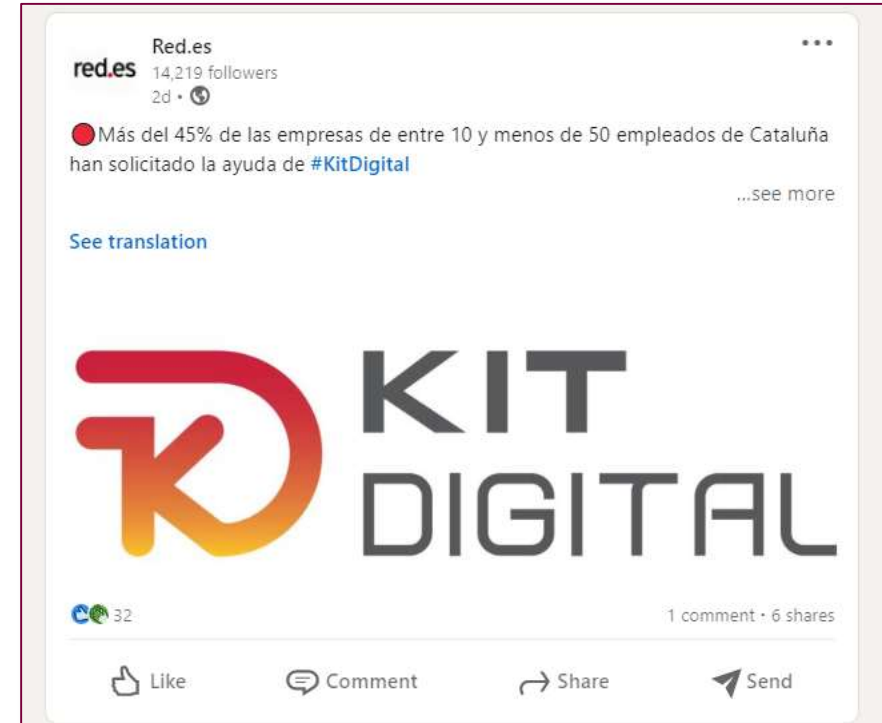 Red.es
red.es
14,219 followers
2d •
Más del 45% de las empresas de entre 10 y menos de 50 empleados de Cataluña
han solicitado la ayuda de #KitDigital
...see more
See translation
KIT
DIGITAL
32
1 comment • 6 shares
Like
Comment
Share
Send